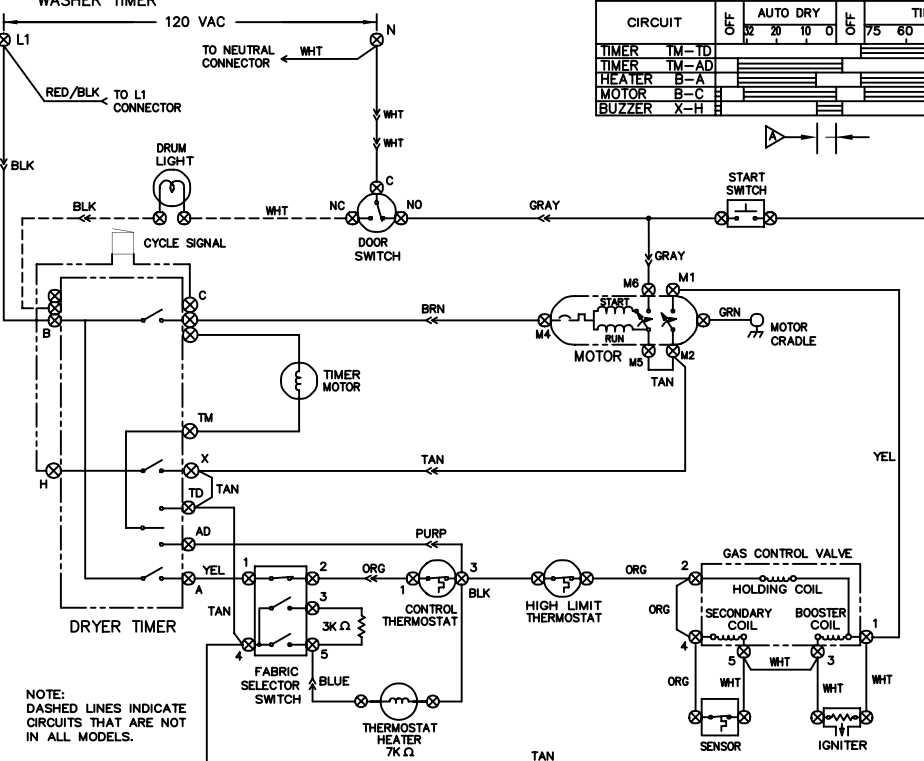 WASHER TIMER
120 VAC
L1
N
TO NEUTRAL
CONNECTOR
WHT
RED/BLK
TO L1
CONNECTOR
WHT
WHT
BLK
CIRCUIT
OFF
AUTO DRY
32 20 10 0
OFF
75 60
TIMER TM-TD
TIMER TM-AD
HEATER B-A
MOTOR B-C
BUZZER X-H
A
DRUM
LIGHT
BLK
WHT
C
NC
NO
DOOR
SWITCH
GRAY
START
SWITCH
CYCLE SIGNAL
GRAY
C
B
BRN
M6
M1
M4
START
RUN
MOTOR
M5
M2
TAN
GRN
MOTOR
CRADLE
TIMER
MOTOR
TM
H
X
TAN
TAN
TD
YEL
AD
PURP
YEL
A
1
2
ORG
1
3
BLK
CONTROL
THERMOSTAT
HIGH LIMIT
THERMOSTAT
ORG
GAS CONTROL VALVE
2
HOLDING COIL
ORG
SECONDARY
COIL
BOOSTER
COIL
1
4
5
3
WHT
ORG
WHT
WHT
WHT
SENSOR
IGNITER
DRYER TIMER
TAN
3
3K Ω
4
5
FABRIC
SELECTOR
SWITCH
BLUE
THERMOSTAT
HEATER
7K Ω
NOTE:
DASHED LINES INDICATE
CIRCUITS THAT ARE NOT
IN ALL MODELS.
TAN